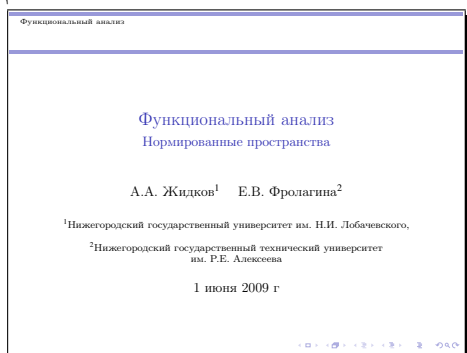 Функциональный анализ
Функциональный анализ
Нормированные пространства
А.А. Жидков¹ Е.В. Фролагина²
¹Нижегородский государственный университет им. Н.И. Лобачевского,
²Нижегородский государственный технический университет
им. Р.Е. Алексеева
1 июня 2009 г